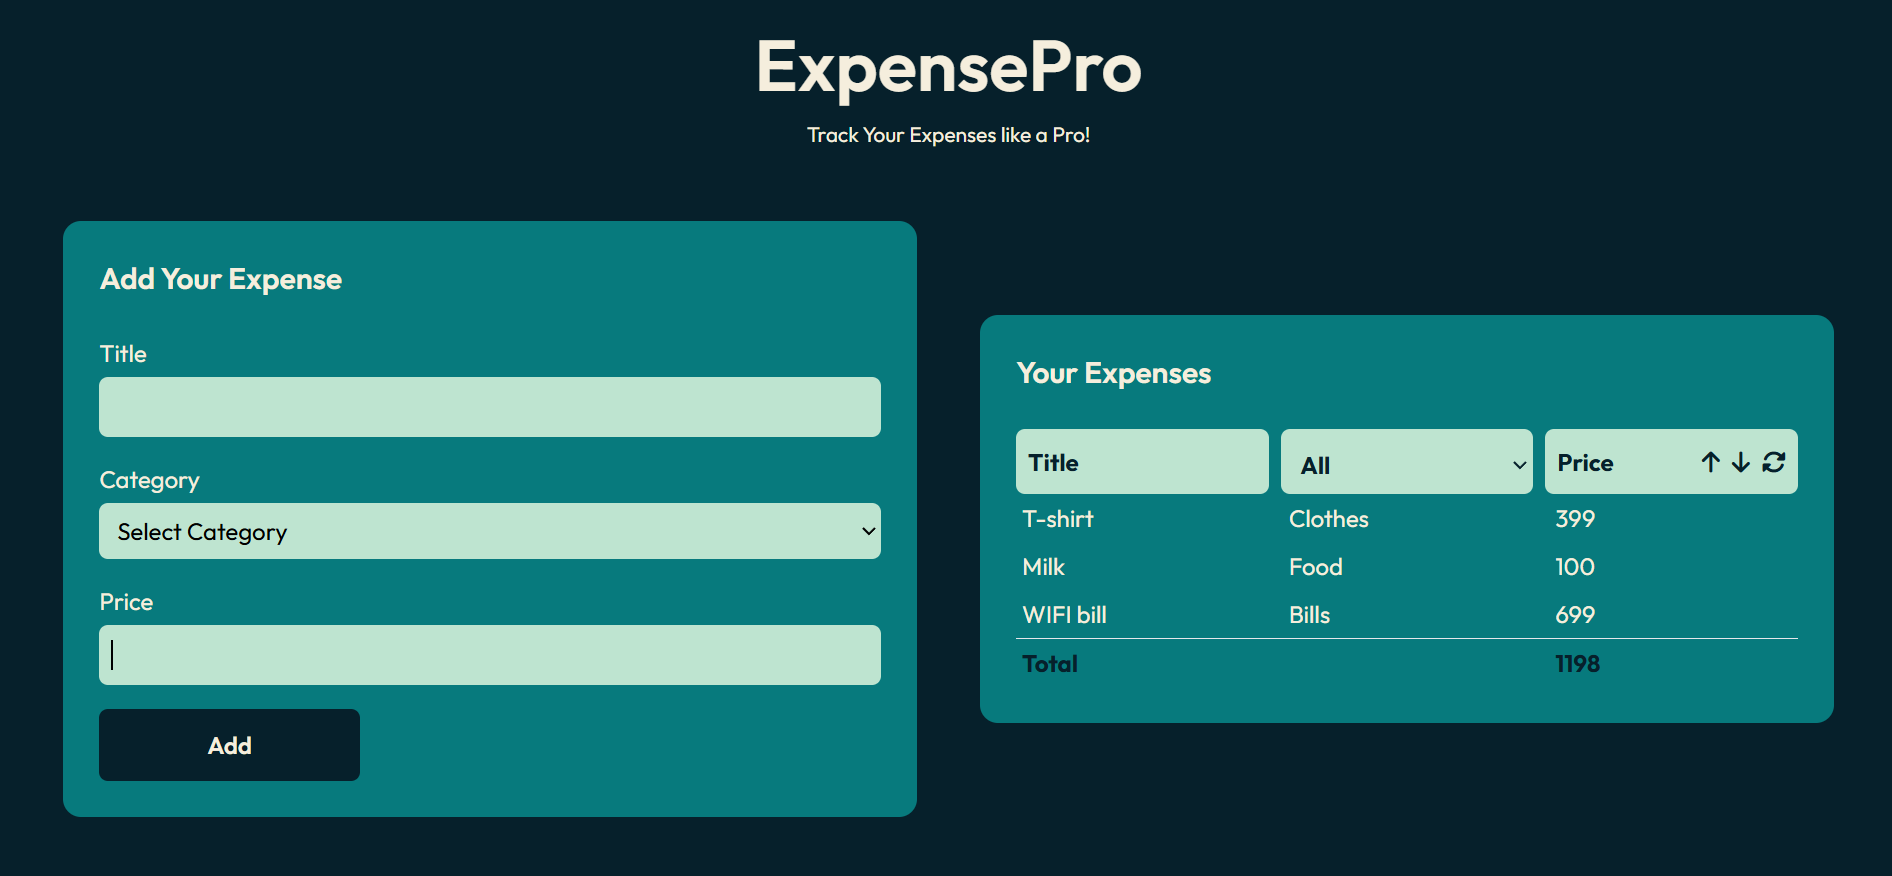 ExpensePro
Track Your Expenses like a Pro!
Add Your Expense
Title
Category
Select Category
Price
Add
Your Expenses
Title All Price
T-shirt Clothes 399
Milk Food 100
WIFI bill Bills 699
Total 1198